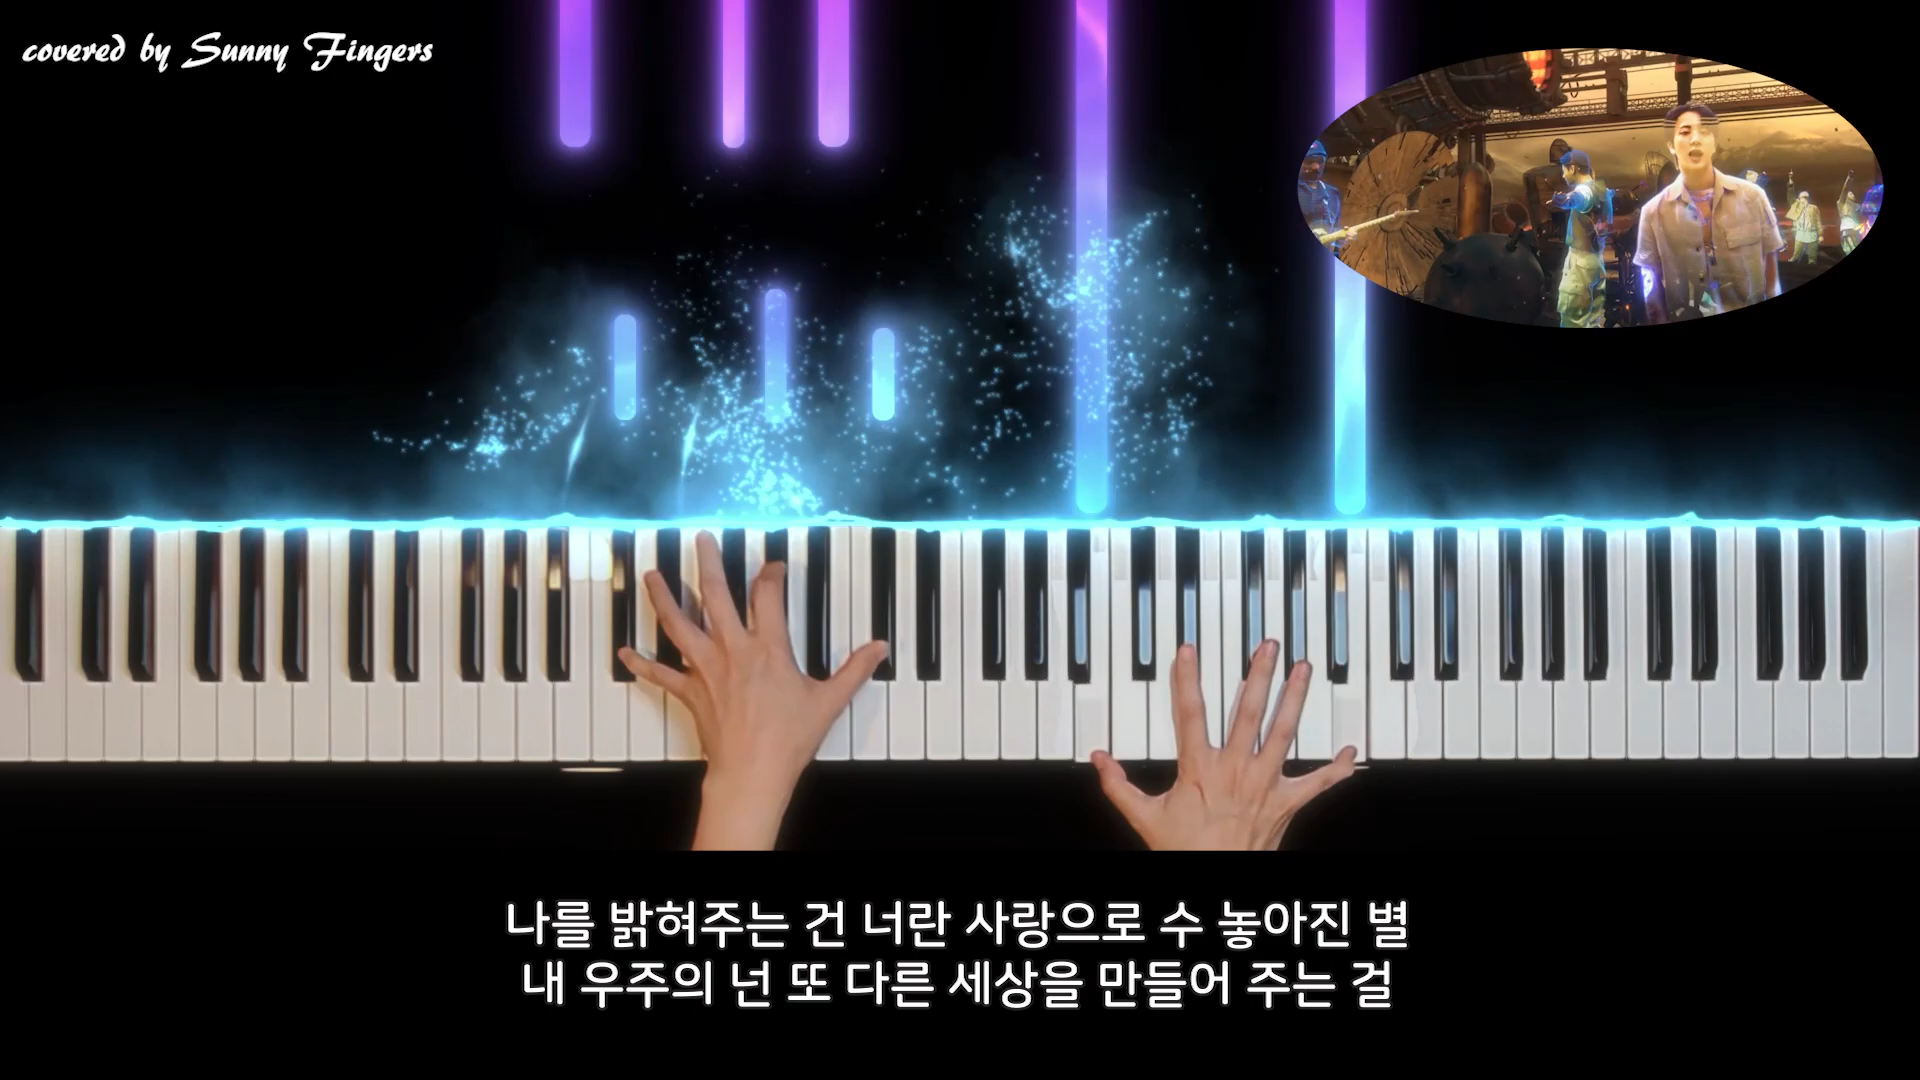 covered by Sunny Fingers
나를 밝혀주는 건 너란 사랑으로 수 놓아진 별
내 우주의 넌 또 다른 세상을 만들어 주는 걸